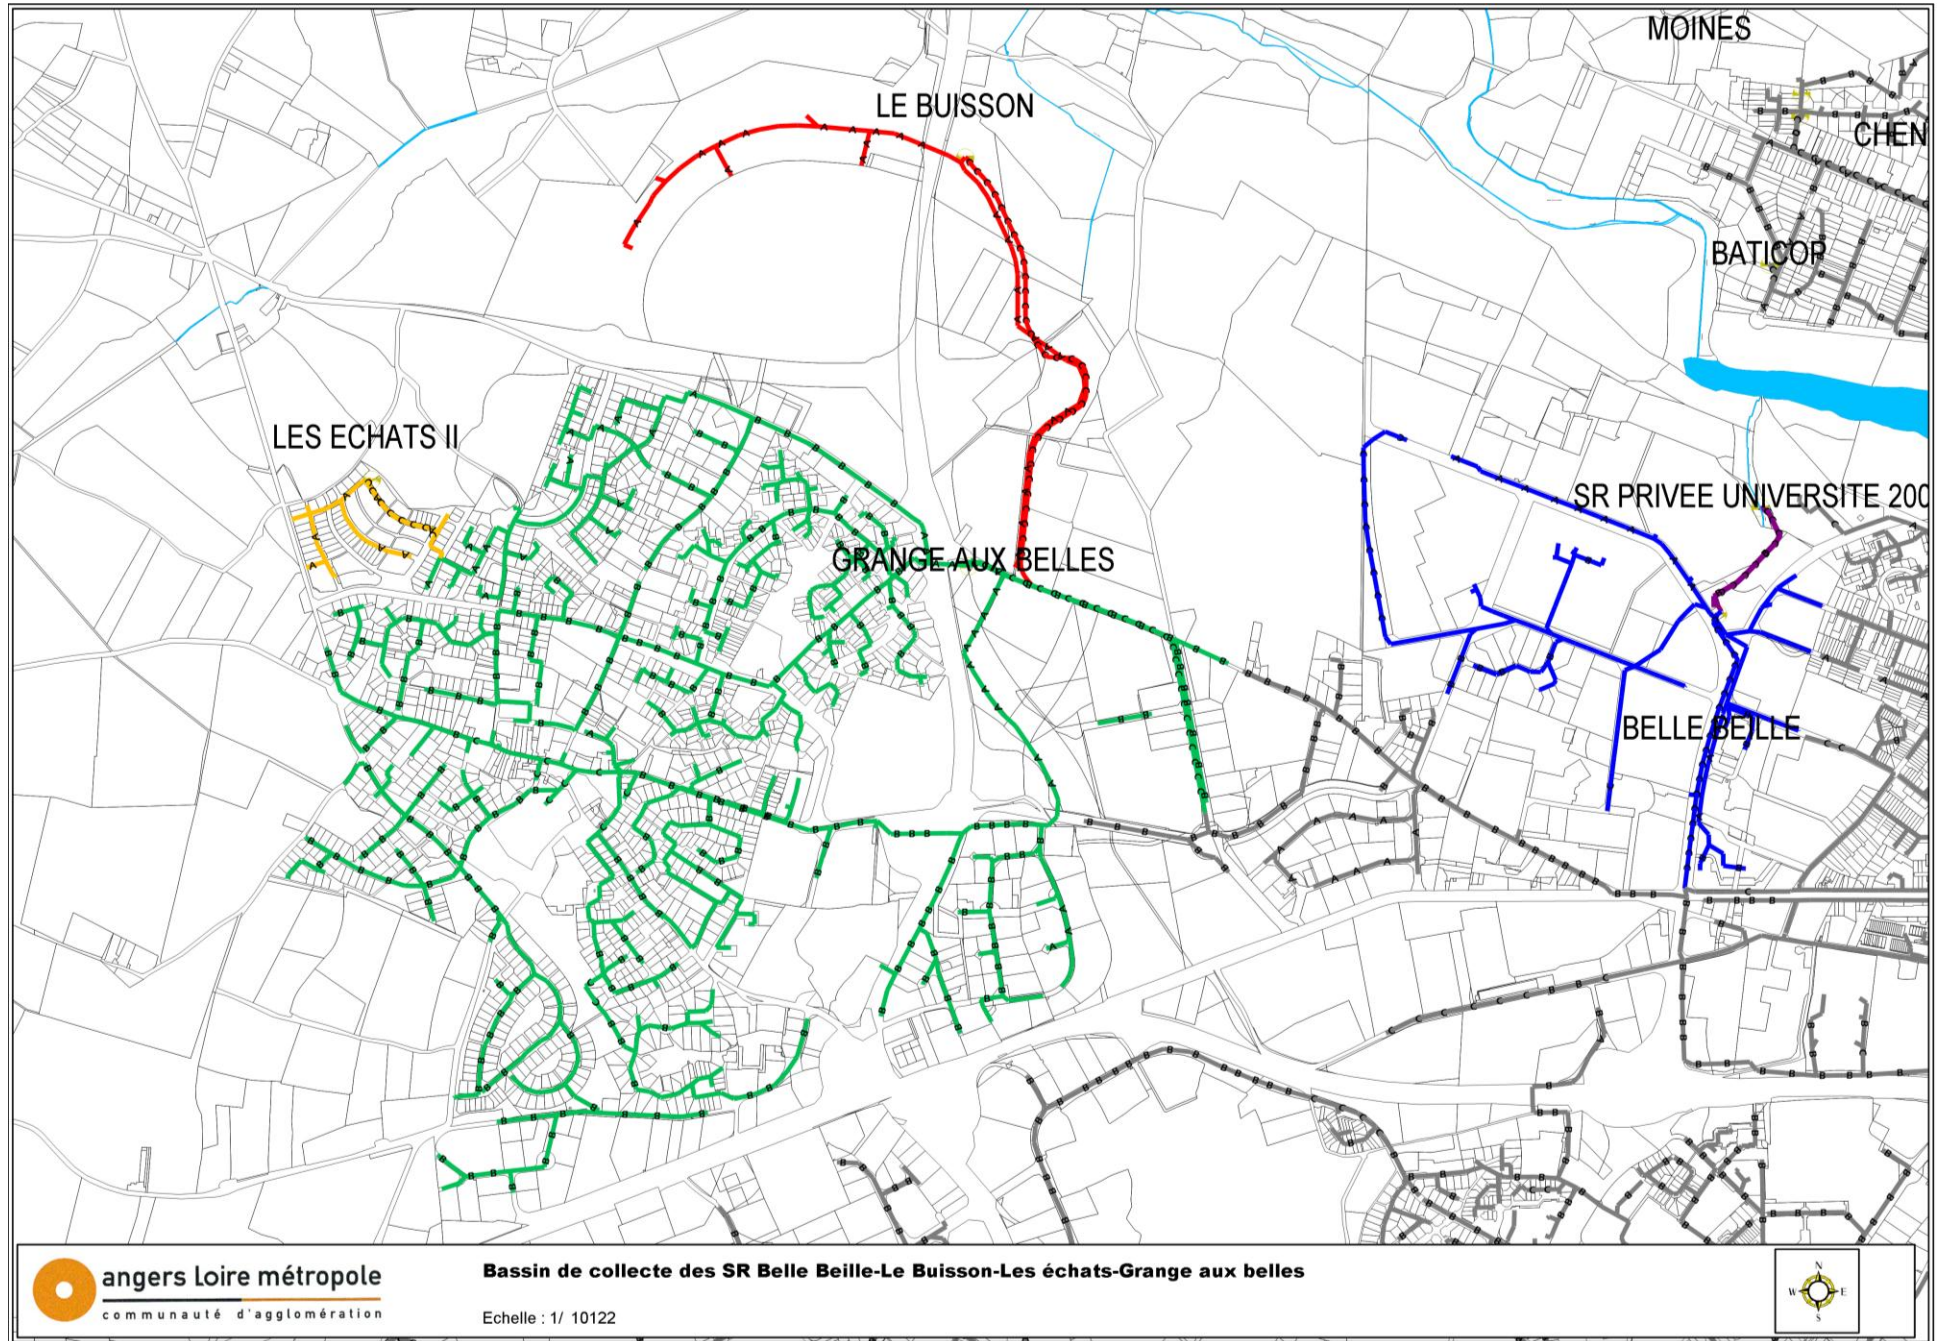 MOINES
LE BUISSON
CHEN
BATICOP
LES ECHATS II
SR PRIVEE UNIVERSITE 200
GRANGE AUX BELLES
BELLE BEILLE
angers Loire métropole
communauté d'agglomération
Bassin de collecte des SR Belle Beille-Le Buisson-Les échats-Grange aux belles
Echelle : 1/ 10122
N
W E
S